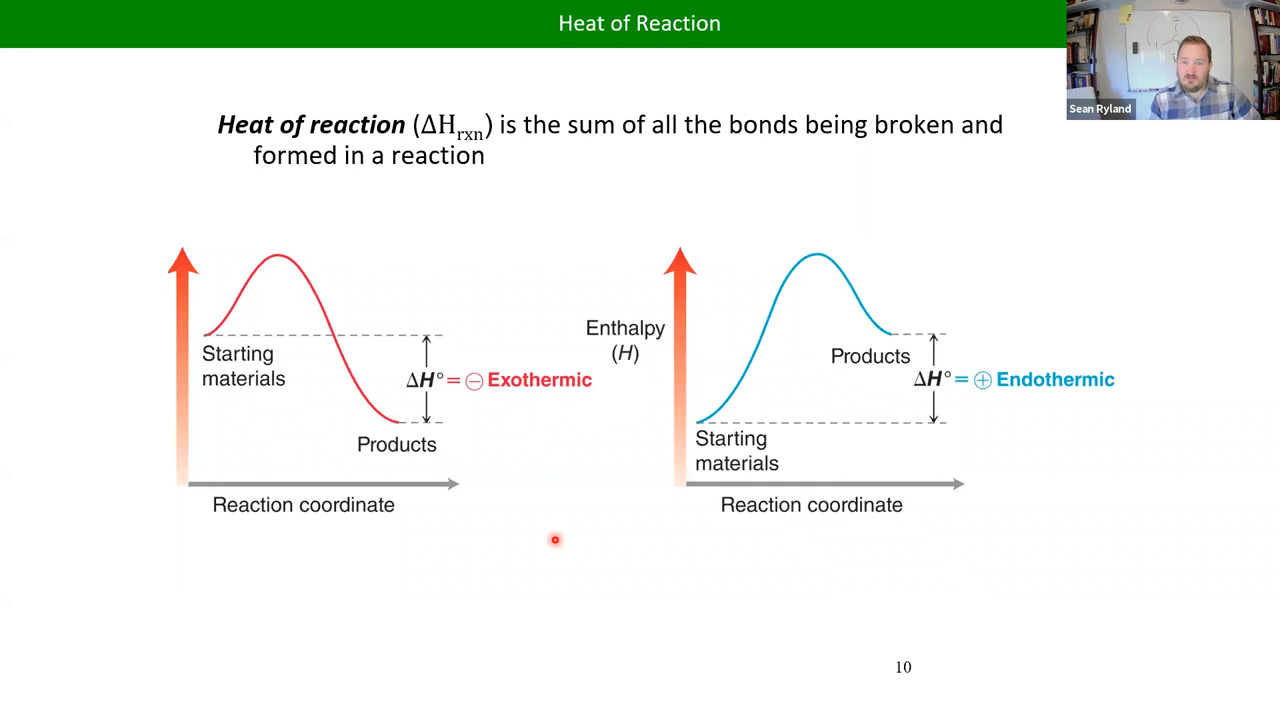 Heat of Reaction
Sean Ryland
Heat of reaction (ΔHrxn) is the sum of all the bonds being broken and
formed in a reaction
Starting
materials
ΔH° = ⊖ Exothermic
Products
Reaction coordinate
Enthalpy
(H)
Products
ΔH° = ⊕ Endothermic
Starting
materials
Reaction coordinate
10